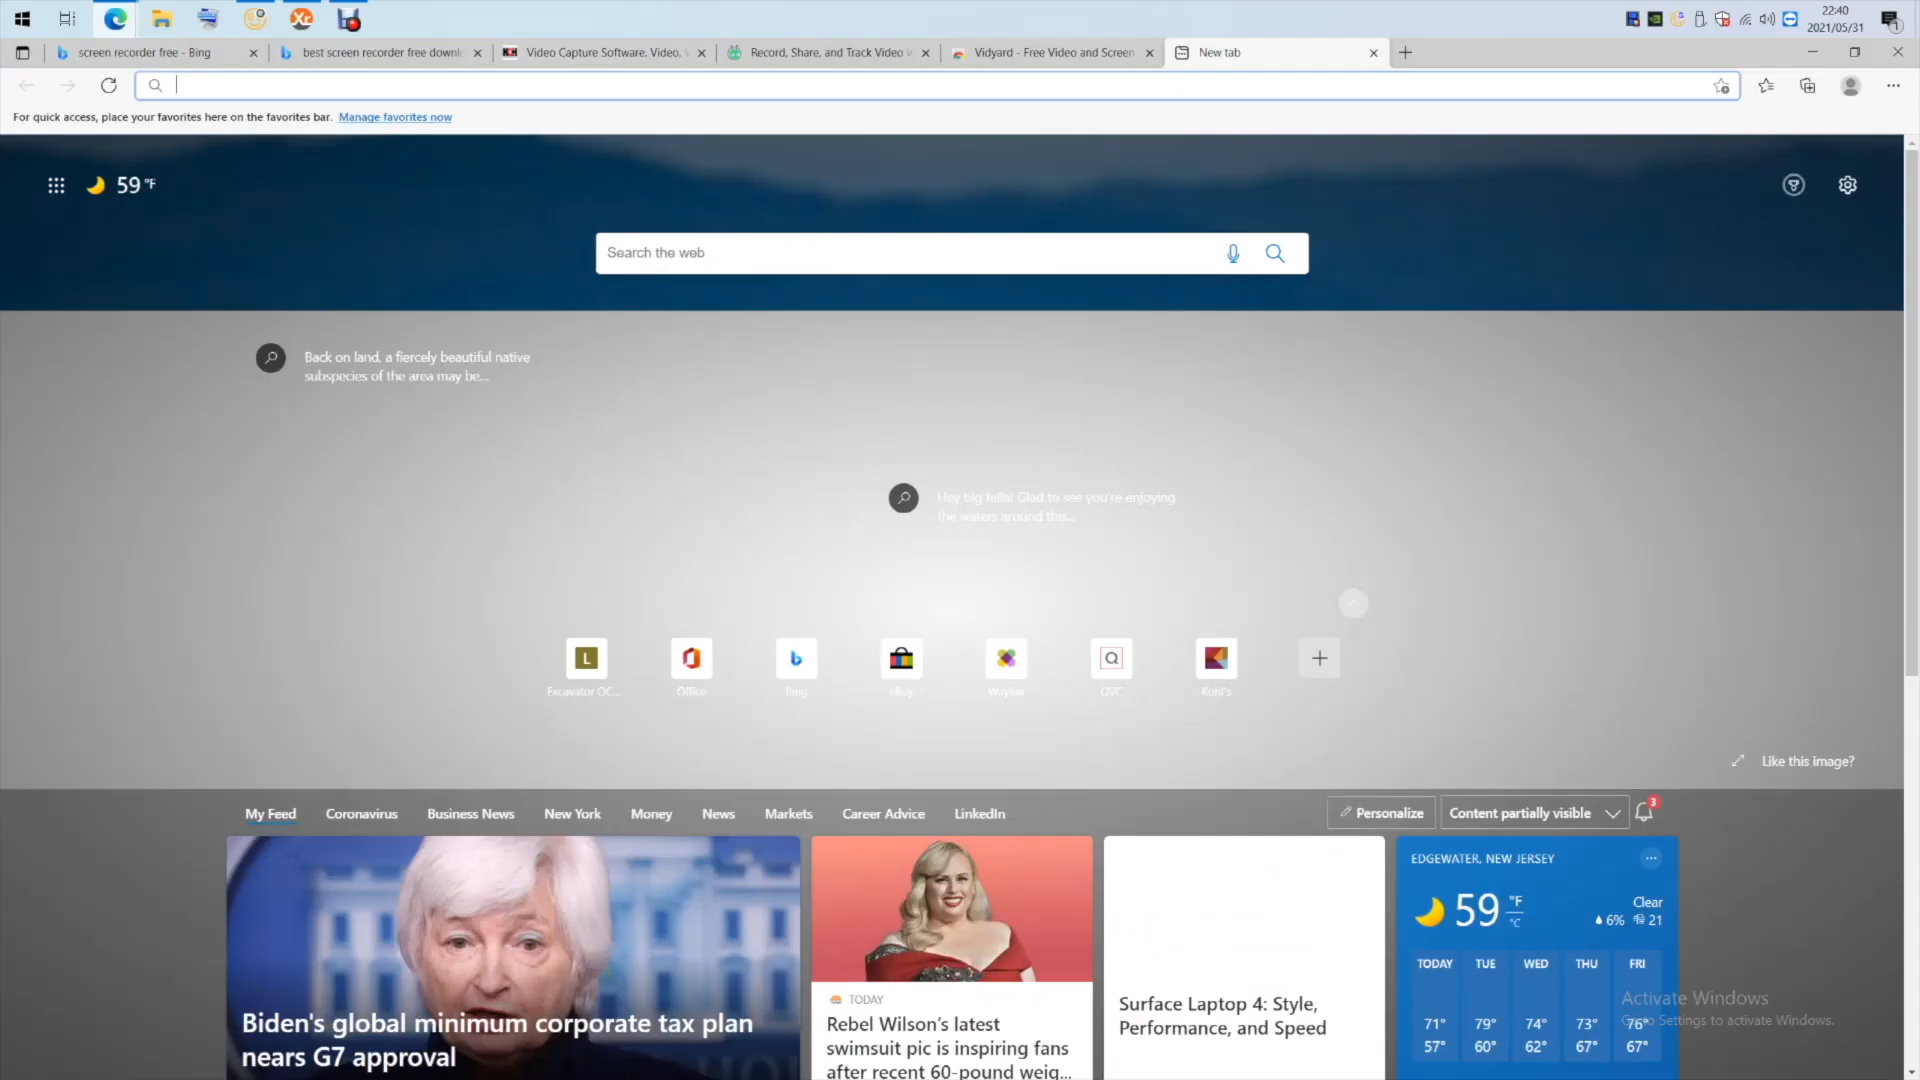 22:40
2021/05/31
screen recorder free - Bing
best screen recorder free downl
Video Capture Software. Video,
Record, Share, and Track Video
Vidyard - Free Video and Screen
New tab
For quick access, place your favorites here on the favorites bar. Manage favorites now
59 °F
Search the web
Back on land, a fiercely beautiful native
subspecies of the area may be...
Hey big fella! Glad to see you're enjoying
the waters around this...
L
Excavator OC...
Office
Bing
eBay
Wayfair
QVC
Kohl's
Like this image?
My Feed
Coronavirus
Business News
New York
Money
News
Markets
Career Advice
LinkedIn
Personalize
Content partially visible
3
Biden's global minimum corporate tax plan
nears G7 approval
TODAY
Rebel Wilson's latest
swimsuit pic is inspiring fans
after recent 60-pound weig...
Surface Laptop 4: Style,
Performance, and Speed
EDGEWATER, NEW JERSEY
59 °F
°C
Clear
6% 21
TODAY TUE WED THU FRI
71° 79° 74° 73° 76°
57° 60° 62° 67° 67°
Activate Windows
Go to Settings to activate Windows.